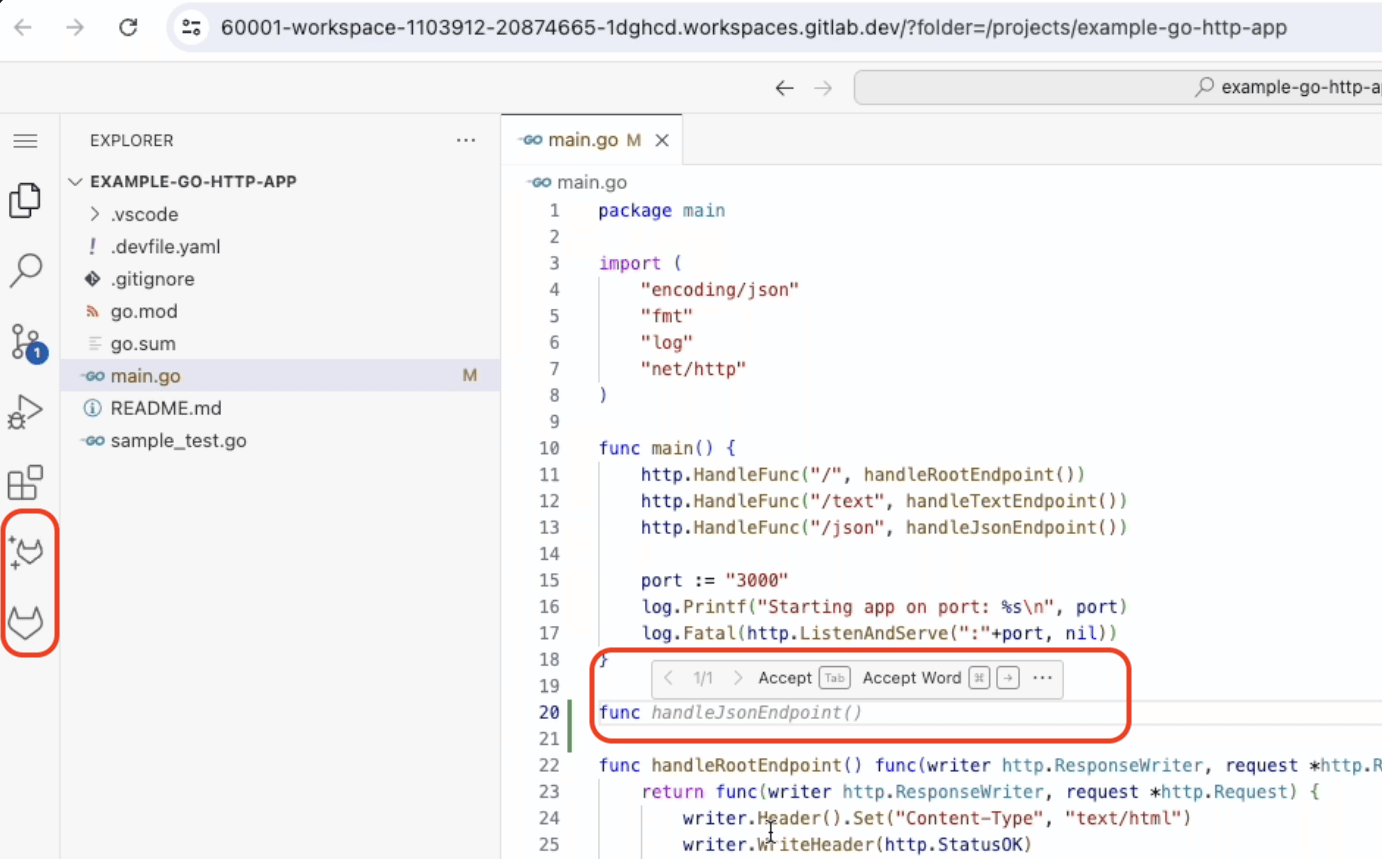 60001-workspace-1103912-20874665-1dghcd.workspaces.gitlab.dev/?folder=/projects/example-go-http-app
example-go-http-ap
EXPLORER
EXAMPLE-GO-HTTP-APP
.vscode
! .devfile.yaml
.gitignore
go.mod
go.sum
GO main.go M
README.md
GO sample_test.go
1
GO main.go M
GO main.go
1 package main
2
3 import (
4 "encoding/json"
5 "fmt"
6 "log"
7 "net/http"
8 )
9
10 func main() {
11 http.HandleFunc("/", handleRootEndpoint())
12 http.HandleFunc("/text", handleTextEndpoint())
13 http.HandleFunc("/json", handleJsonEndpoint())
14
15 port := "3000"
16 log.Printf("Starting app on port: %s\n", port)
17 log.Fatal(http.ListenAndServe(":"+port, nil))
18 }
1/1 Accept Tab Accept Word ⌘ → ···
19
20 func handleJsonEndpoint()
21
22 func handleRootEndpoint() func(writer http.ResponseWriter, request *http.R
23 return func(writer http.ResponseWriter, request *http.Request) {
24 writer.Header().Set("Content-Type", "text/html")
25 writer.WriteHeader(http.StatusOK)